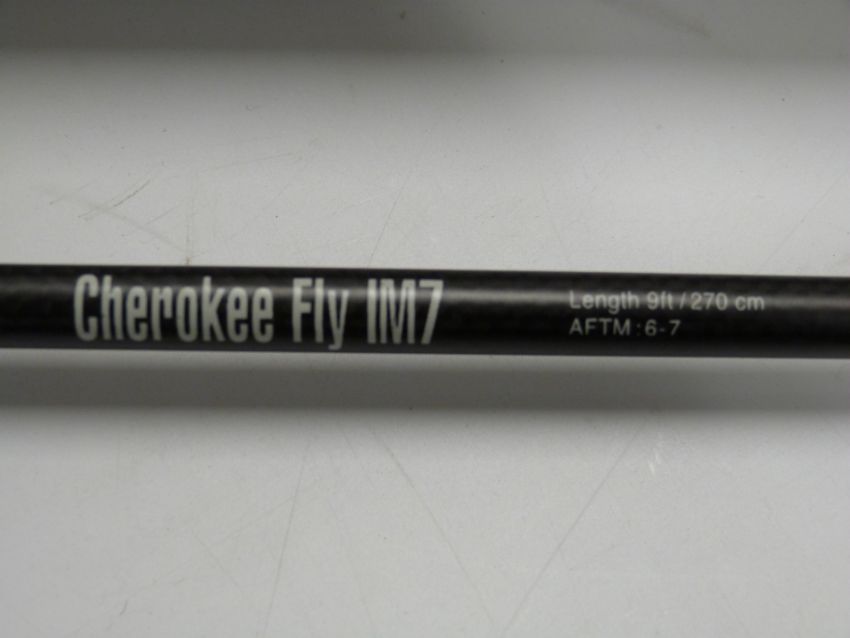 Cherokee Fly IM7
Length 9ft / 270 cm
AFTM : 6-7